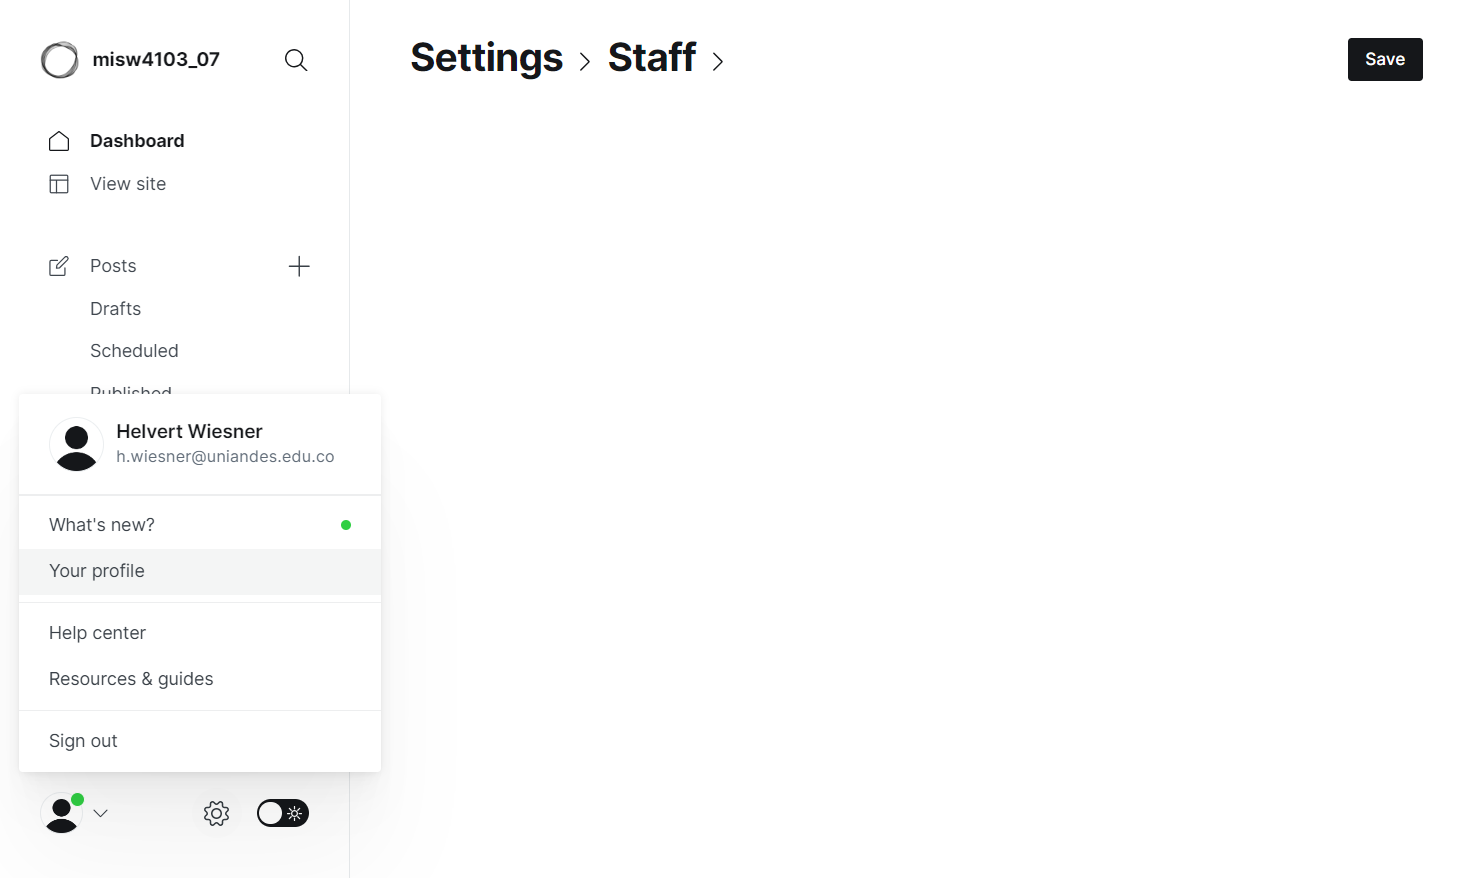 misw4103_07
Settings
Staff
Save
Dashboard
View site
Posts
Drafts
Scheduled
Published
Helvert Wiesner
h.wiesner@uniandes.edu.co
What's new?
Your profile
Help center
Resources & guides
Sign out